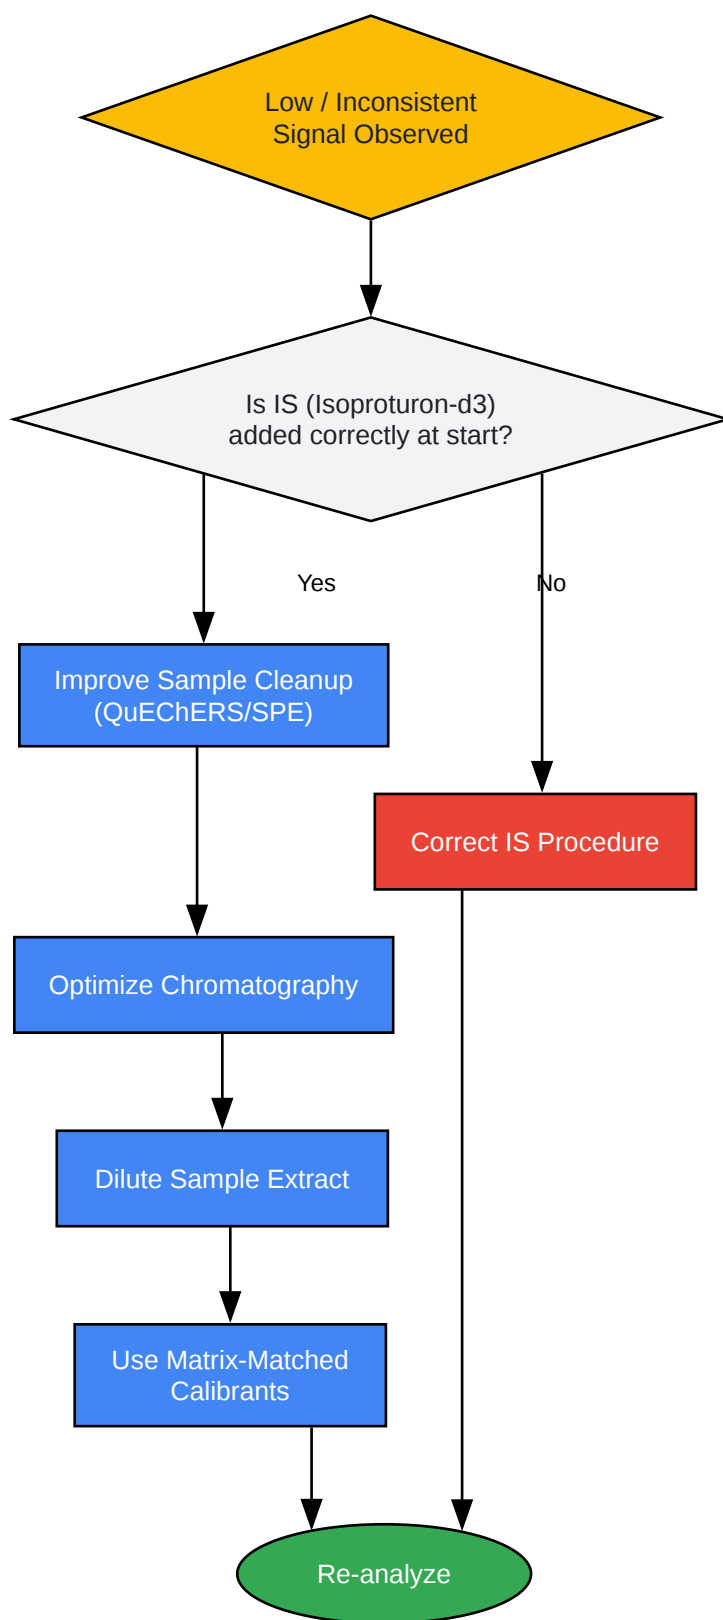 Low / Inconsistent
Signal Observed
Is IS (Isoproturon-d3)
added correctly at start?
Yes
No
Improve Sample Cleanup
(QuEChERS/SPE)
Correct IS Procedure
Optimize Chromatography
Dilute Sample Extract
Use Matrix-Matched
Calibrants
Re-analyze